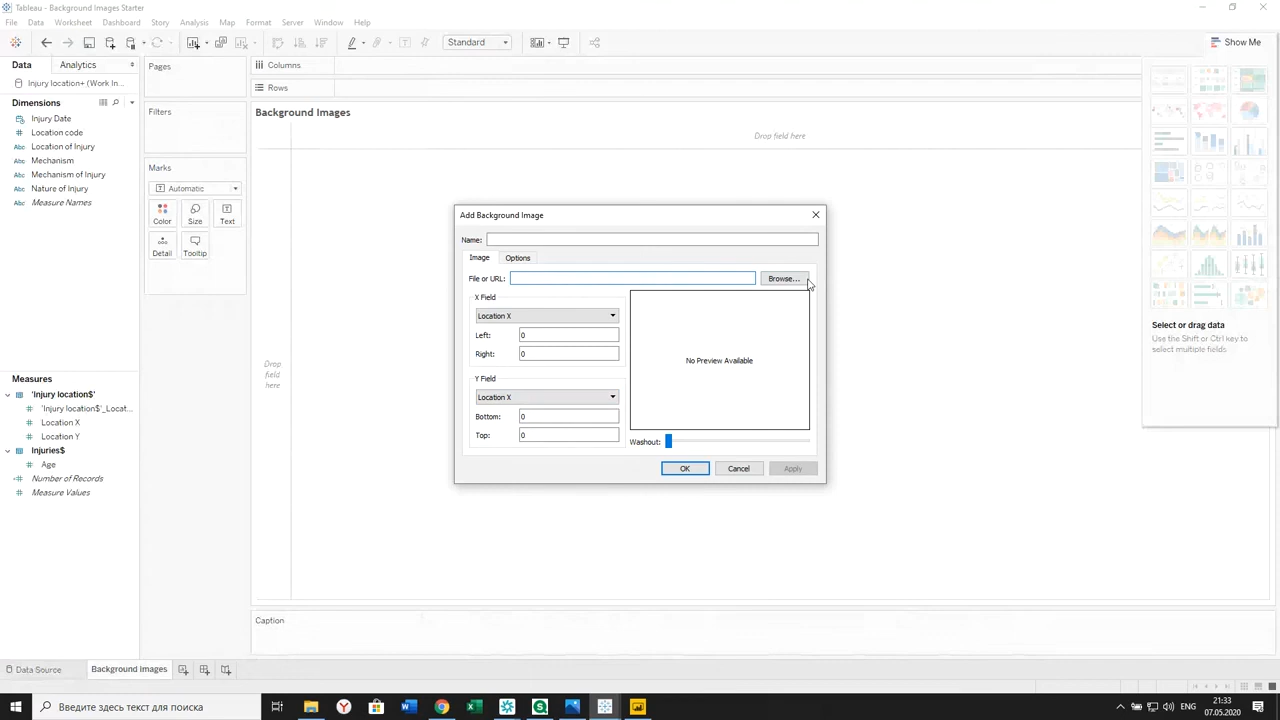 Tableau - Background Images Starter
File Data Worksheet Dashboard Story Analysis Map Format Server Window Help
Standard
Show Me
Data Analytics
Injury location+ (Work In...
Dimensions
Injury Date
# Location code
Abc Location of Injury
Abc Mechanism
Abc Mechanism of Injury
Abc Nature of Injury
Abc Measure Names
Measures
'Injury location$'
# 'Injury location$'_Locat...
# Location X
# Location Y
Injuries$
# Age
# Number of Records
# Measure Values
Pages
Filters
Marks
Automatic
Color Size Text
Detail Tooltip
Columns
Rows
Background Images
Drop field here
Drop
field
here
Add Background Image
Name:
Image Options
File or URL: Browse...
X Field
Location X
Left: 0
Right: 0
Y Field
Location X
Bottom: 0
Top: 0
No Preview Available
Washout:
OK Cancel Apply
Select or drag data
Use the Shift or Ctrl key to
select multiple fields
Caption
Data Source Background Images
Введите здесь текст для поиска
ENG
21:33
07.05.2020